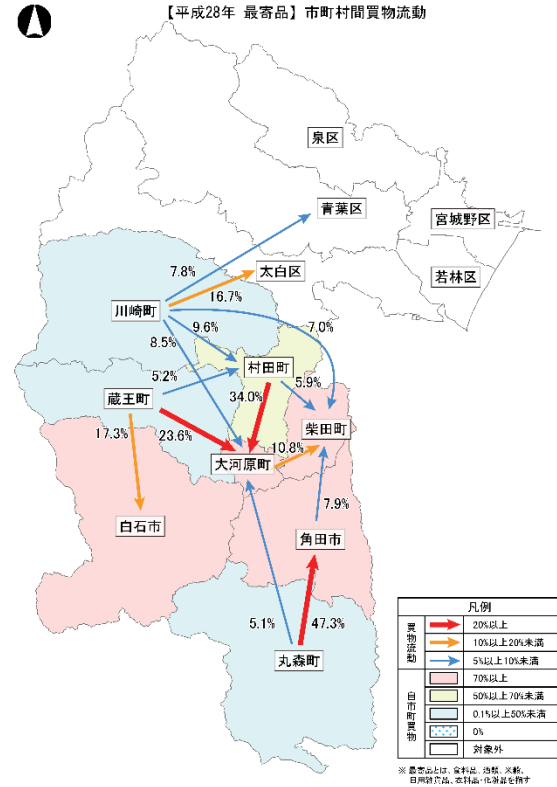 【平成28年 最寄品】市町村間買物流動
泉区
青葉区
宮城野区
太白区
若林区
7.8%
16.7%
川崎町
9.6%
7.0%
8.5%
村田町
5.2%
5.9%
蔵王町
34.0%
柴田町
17.3%
23.6%
10.8%
大河原町
7.9%
白石市
角田市
5.1%
47.3%
丸森町
凡例
買物流動
20%以上
10%以上20%未満
5%以上10%未満
自市町買物
70%以上
50%以上70%未満
0.1%以上50%未満
0%
対象外
※ 最寄品とは、食料品、酒類、米穀、
日用雑貨品、衣料品・化粧品を指す